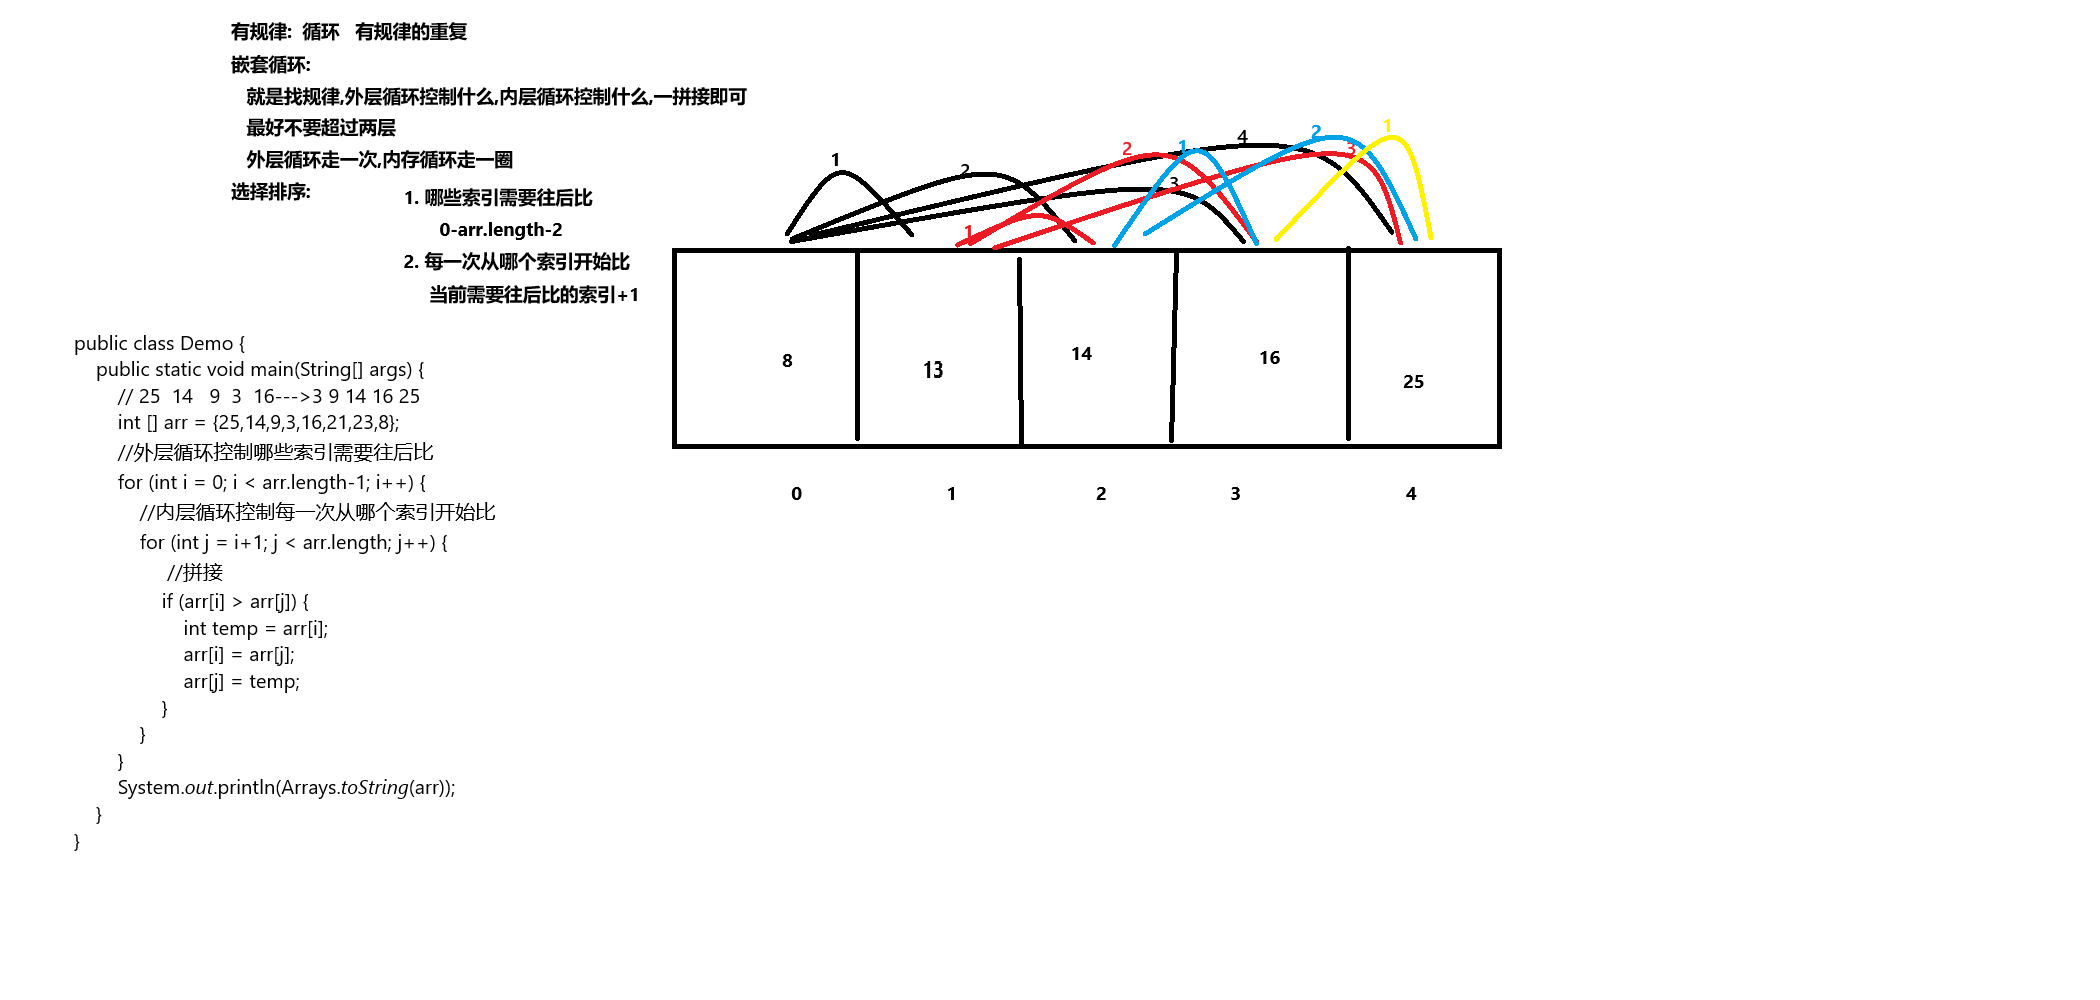 有规律:  循环   有规律的重复
嵌套循环:
就是找规律,外层循环控制什么,内层循环控制什么,一拼接即可
最好不要超过两层
外层循环走一次,内存循环走一圈
选择排序:
1. 哪些索引需要往后比
0-arr.length-2
2. 每一次从哪个索引开始比
当前需要往后比的索引+1
public class Demo {
public static void main(String[] args) {
// 25  14   9  3  16--->3 9 14 16 25
int [] arr = {25,14,9,3,16,21,23,8};
//外层循环控制哪些索引需要往后比
for (int i = 0; i < arr.length-1; i++) {
//内层循环控制每一次从哪个索引开始比
for (int j = i+1; j < arr.length; j++) {
//拼接
if (arr[i] > arr[j]) {
int temp = arr[i];
arr[i] = arr[j];
arr[j] = temp;
}
}
}
System.out.println(Arrays.toString(arr));
}
}
1
2
3
4
1
2
3
1
2
1
8
13
14
16
25
0
1
2
3
4